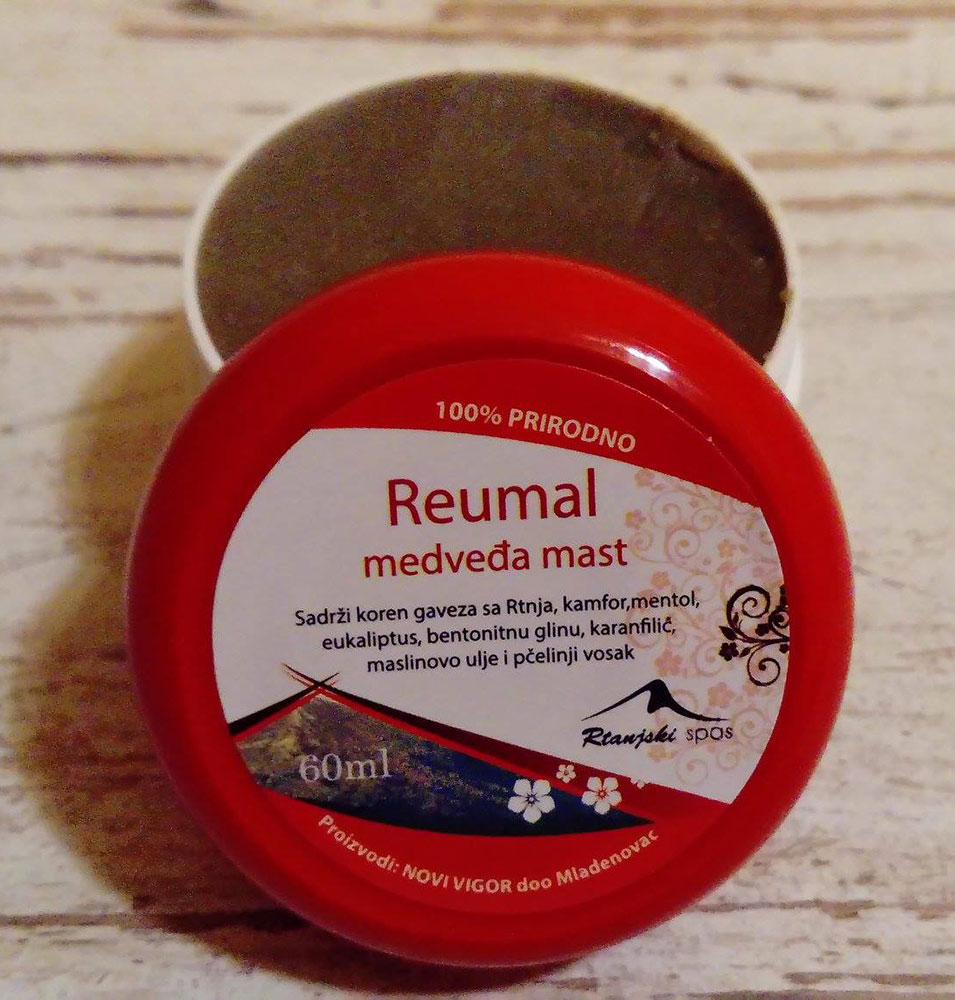 100% PRIRODNO
Reumal
medveđa mast
Sadrži koren gaveza sa Rtnja, kamfor,mentol,
eukaliptus, bentonitnu glinu, karanfilić,
maslinovo ulje i pčelinji vosak
Rtanjski spas
60ml
Proizvodi: NOVI VIGOR doo Mladenovac